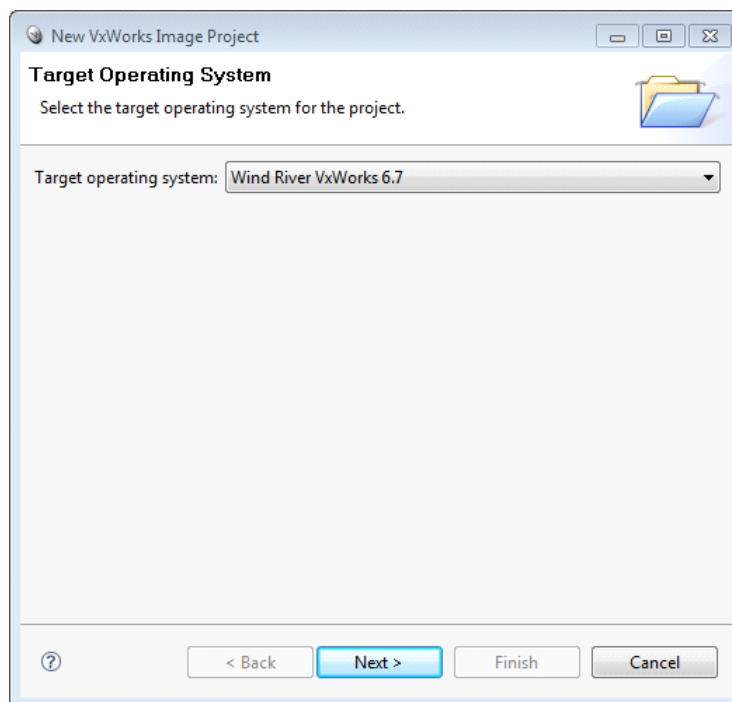 New VxWorks Image Project
Target Operating System
Select the target operating system for the project.
Target operating system: Wind River VxWorks 6.7
? < Back Next > Finish Cancel